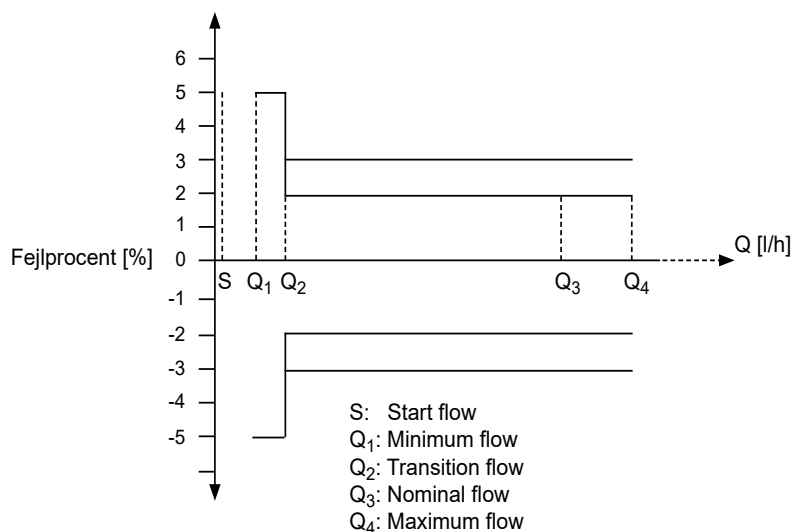 6
5
4
3
2
1
Fejlprocent [%] 0 Q [l/h]
S Q1 Q2 Q3 Q4
-1
-2
-3
-4
-5
S: Start flow
Q1: Minimum flow
Q2: Transition flow
Q3: Nominal flow
Q4: Maximum flow